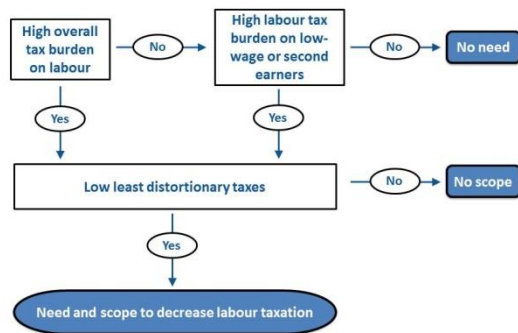 High overall
tax burden
on labour
No
High labour tax
burden on low-
wage or second
earners
No
No need
Yes
Yes
Low least distortionary taxes
No
No scope
Yes
Need and scope to decrease labour taxation